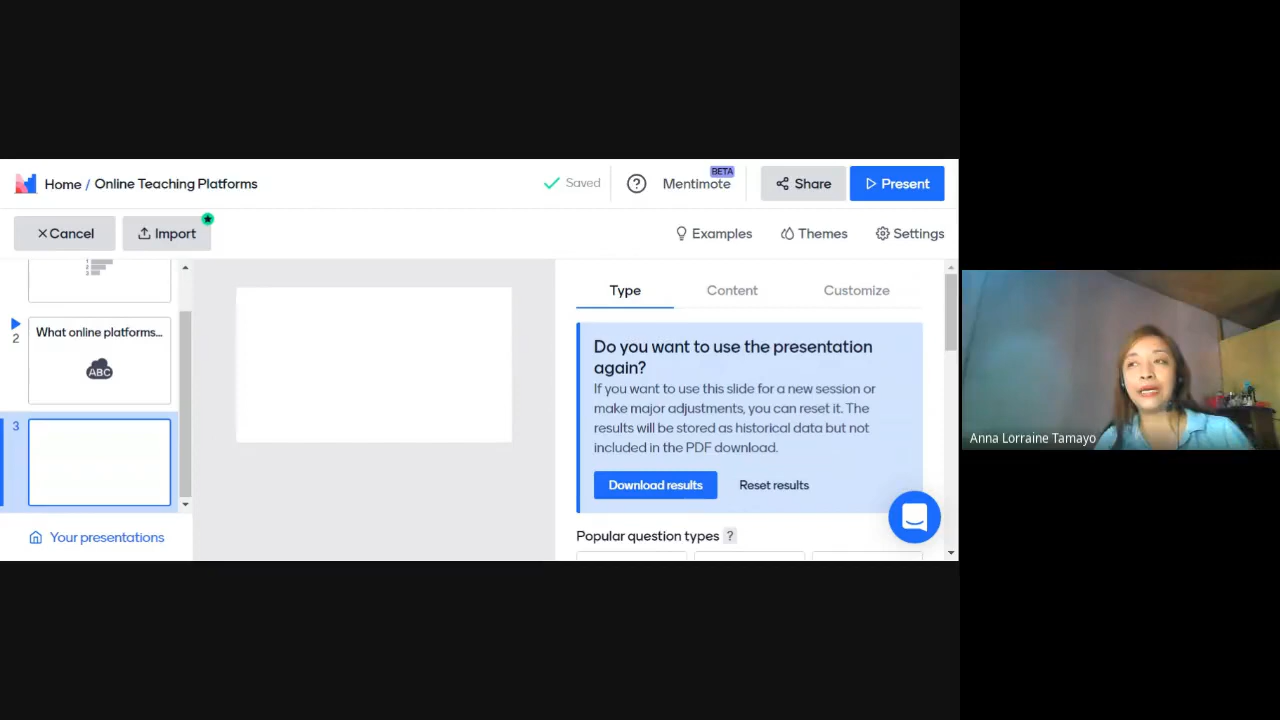 Home / Online Teaching Platforms
Saved
?
Mentimote
BETA
Share
Present
Cancel
Import
Examples
Themes
Settings
2
What online platforms...
ABC
3
Your presentations
Type
Content
Customize
Do you want to use the presentation
again?
If you want to use this slide for a new session or
make major adjustments, you can reset it. The
results will be stored as historical data but not
included in the PDF download.
Download results
Reset results
Popular question types ?
Anna Lorraine Tamayo